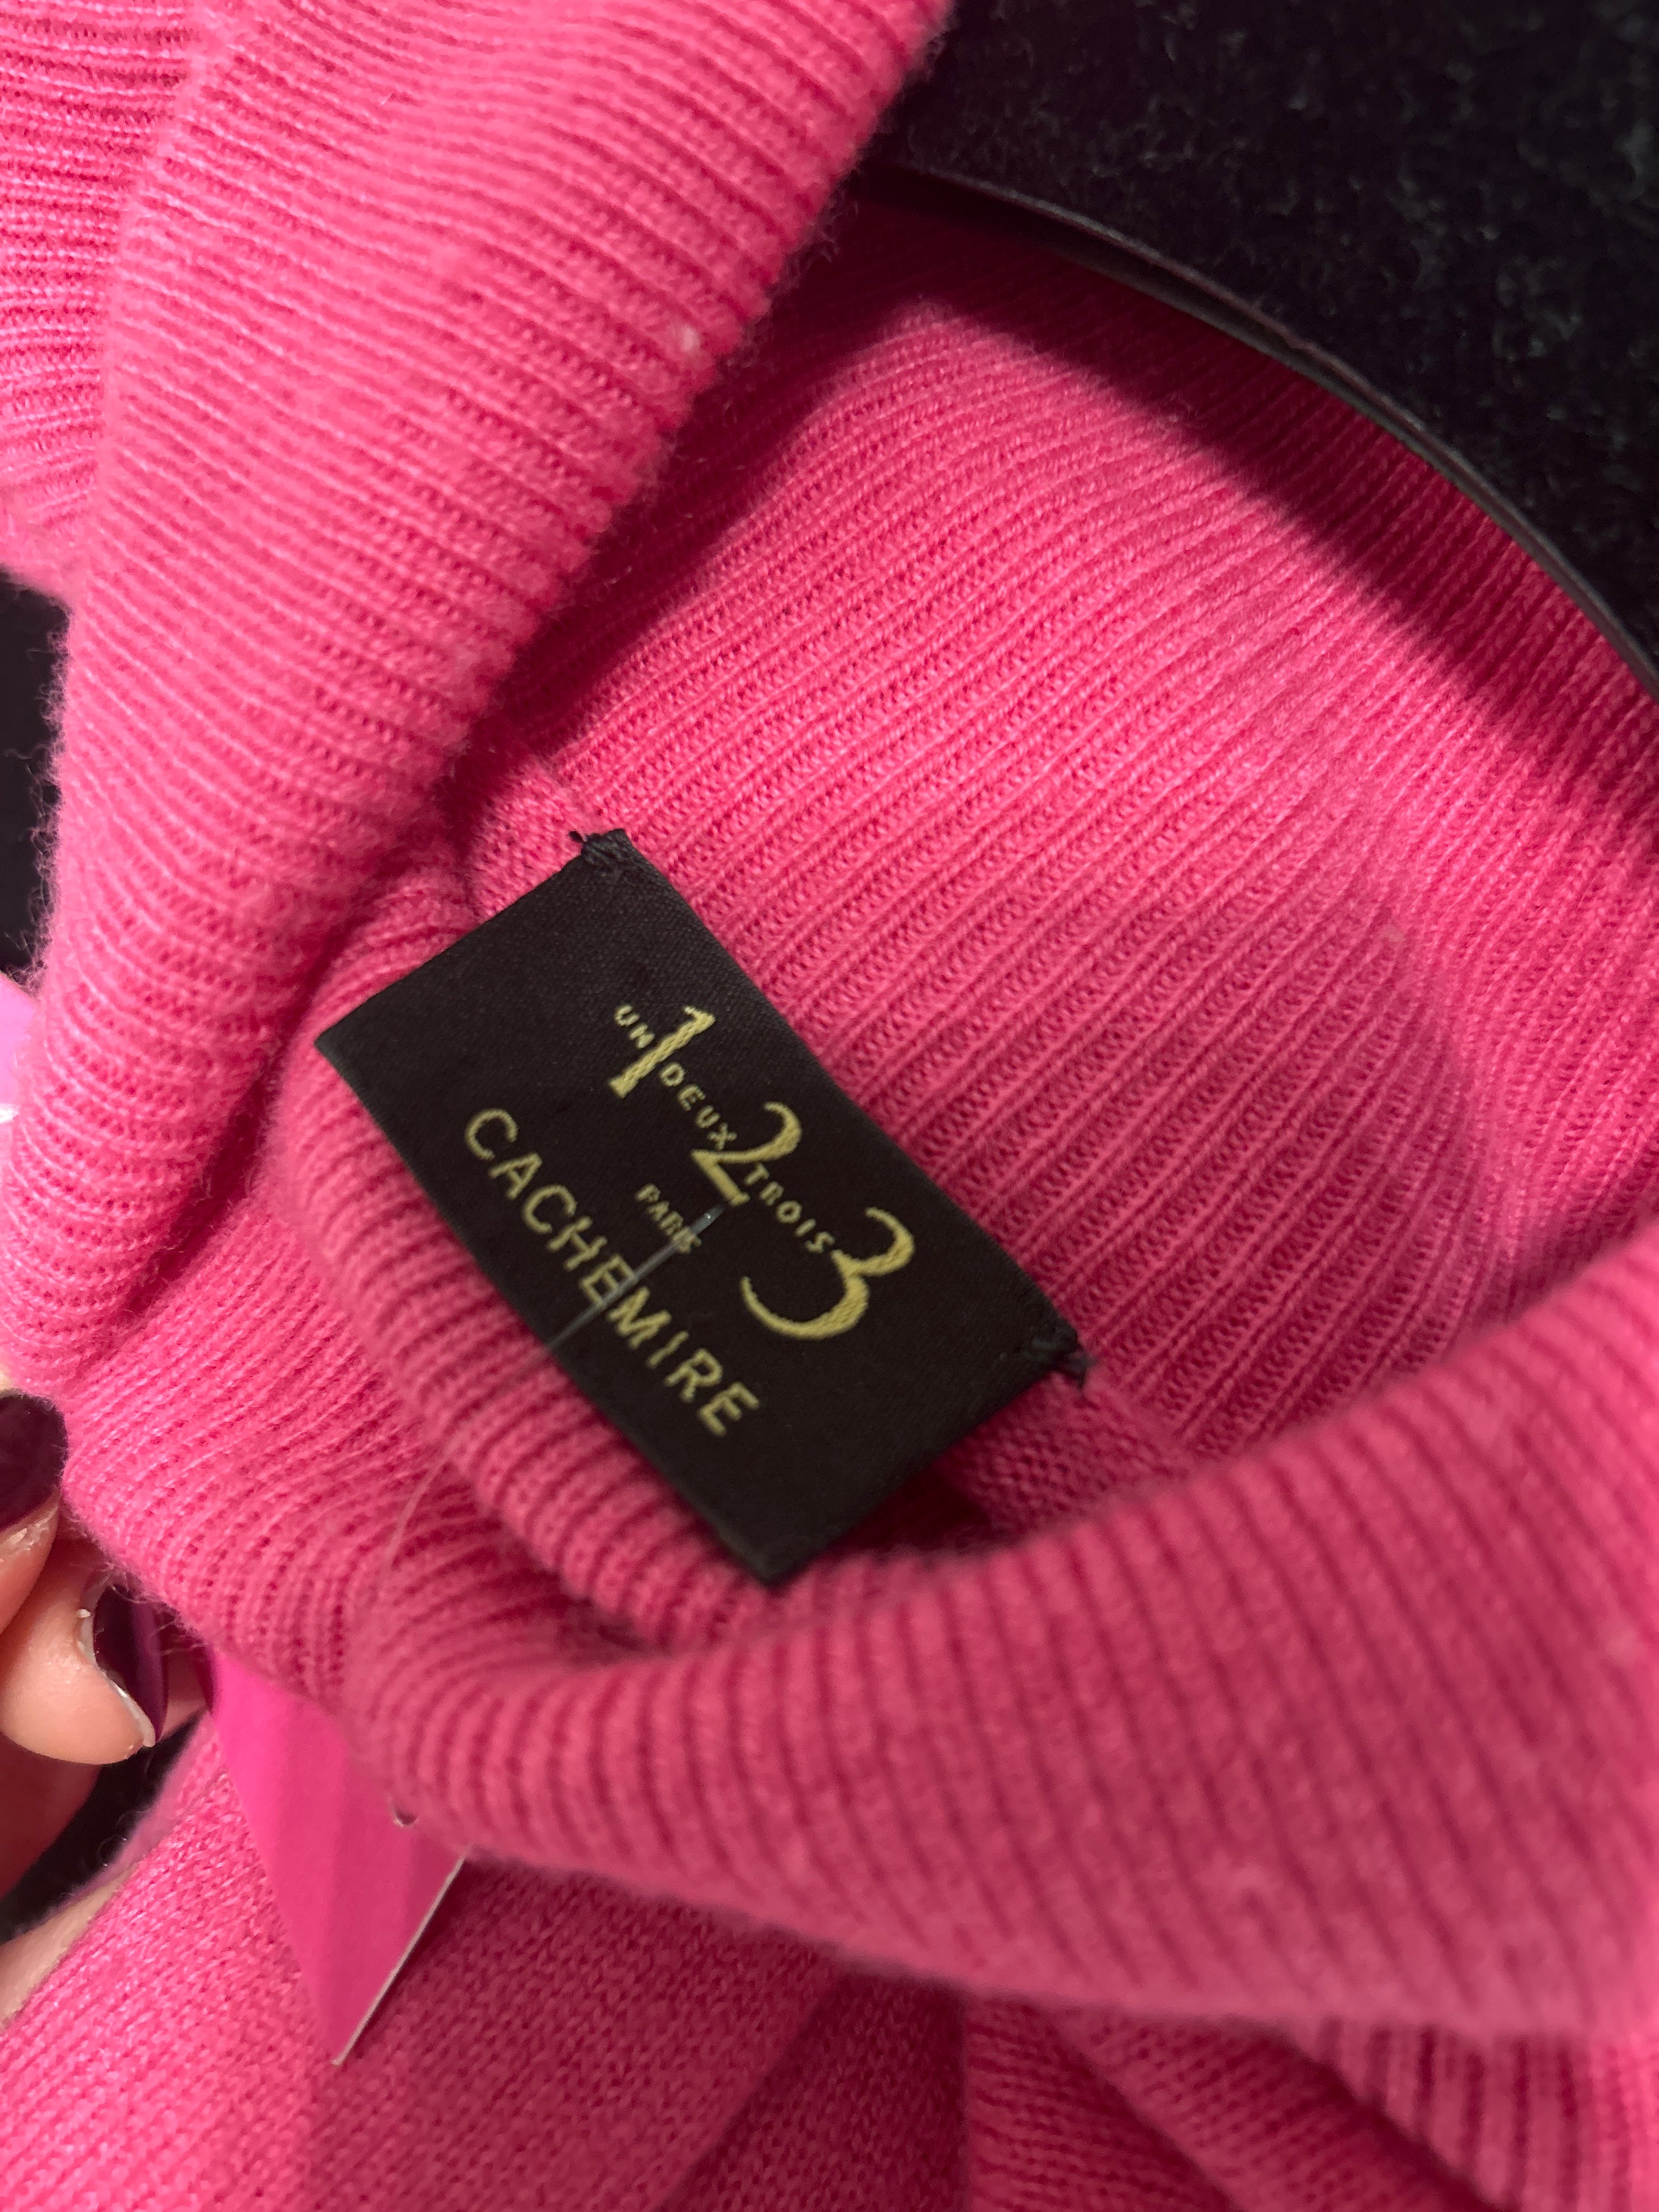 UN 1 DEUX 2 TROIS 3
PARIS
CACHEMIRE